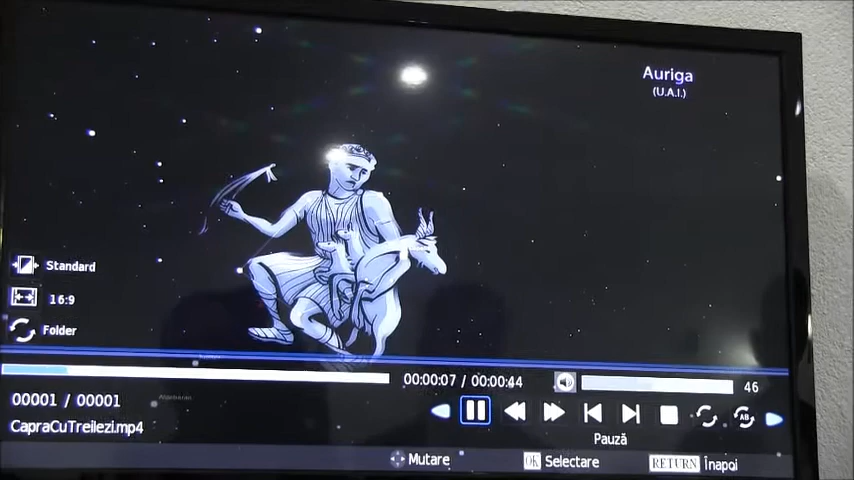 Auriga
(U.A.I.)
Standard
16:9
Folder
00:00:07 / 00:00:44
46
00001 / 00001
CapraCuTreilezi.mp4
AB
Pauză
Mutare
OK Selectare
RETURN Înapoi